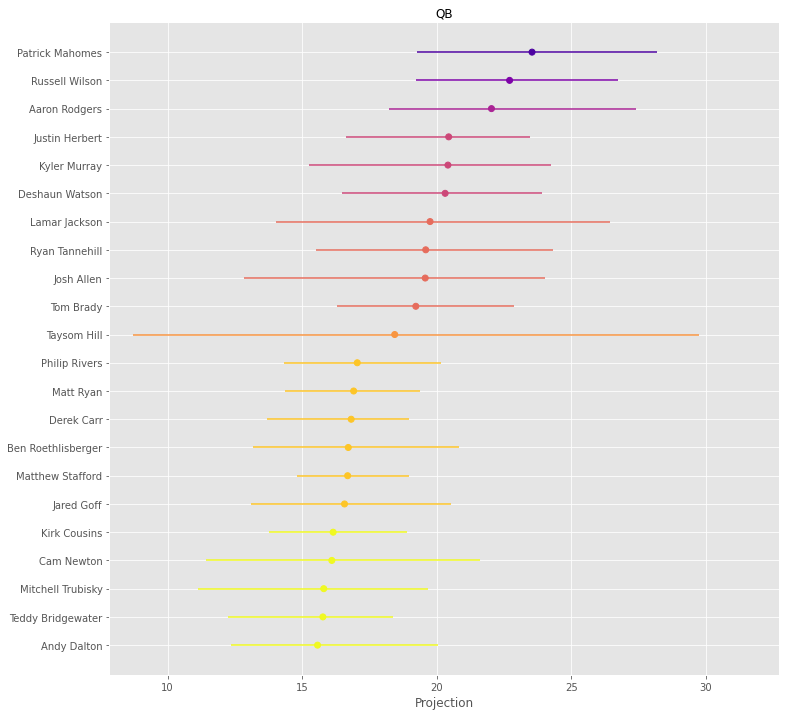 QB
Patrick Mahomes
Russell Wilson
Aaron Rodgers
Justin Herbert
Kyler Murray
Deshaun Watson
Lamar Jackson
Ryan Tannehill
Josh Allen
Tom Brady
Taysom Hill
Philip Rivers
Matt Ryan
Derek Carr
Ben Roethlisberger
Matthew Stafford
Jared Goff
Kirk Cousins
Cam Newton
Mitchell Trubisky
Teddy Bridgewater
Andy Dalton
10 15 20 25 30
Projection